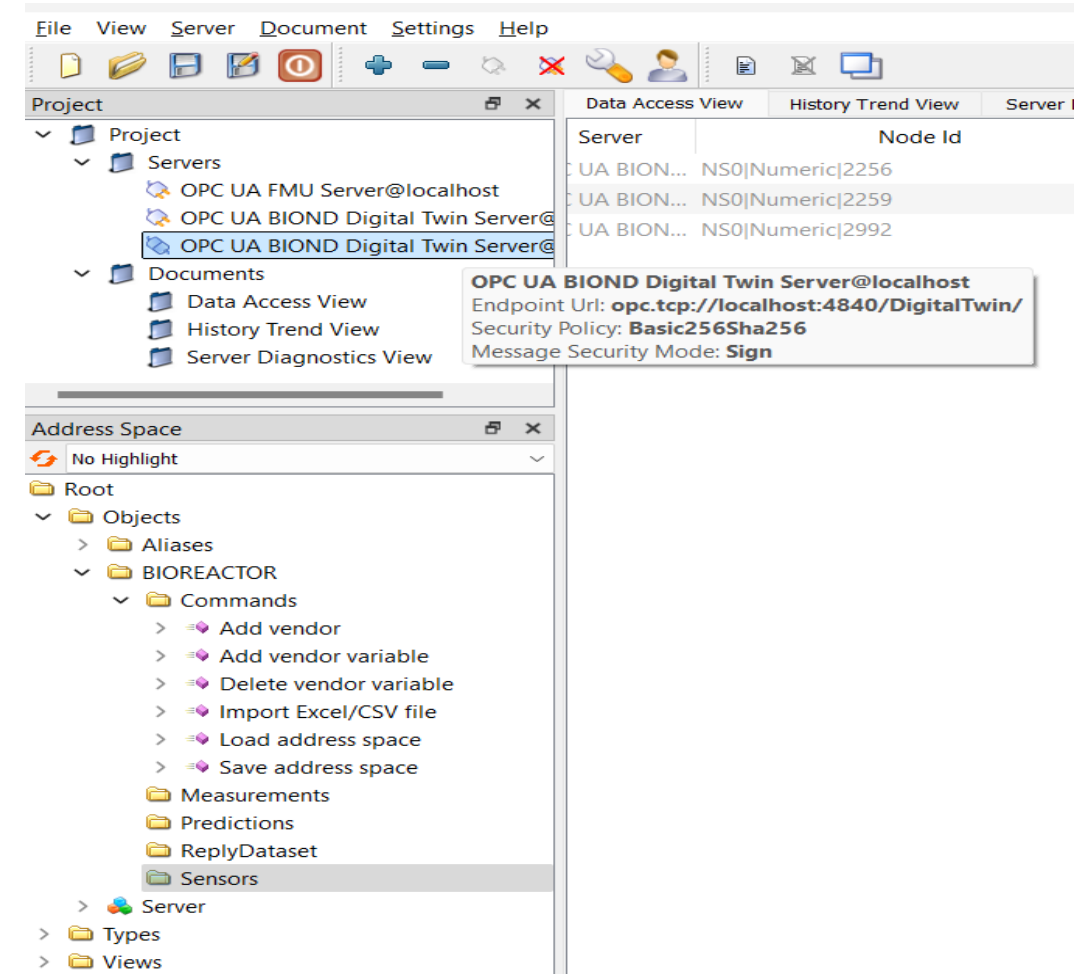 File View Server Document Settings Help
Project
Project
Servers
OPC UA FMU Server@localhost
OPC UA BIOND Digital Twin Server@
OPC UA BIOND Digital Twin Server@
Documents
Data Access View
History Trend View
Server Diagnostics View
Address Space
No Highlight
Root
Objects
Aliases
BIOREACTOR
Commands
Add vendor
Add vendor variable
Delete vendor variable
Import Excel/CSV file
Load address space
Save address space
Measurements
Predictions
ReplyDataset
Sensors
Server
Types
Views
Data Access View History Trend View Server
Server Node Id
UA BION... NS0|Numeric|2256
UA BION... NS0|Numeric|2259
UA BION... NS0|Numeric|2992
OPC UA BIOND Digital Twin Server@localhost
Endpoint Url: opc.tcp://localhost:4840/DigitalTwin/
Security Policy: Basic256Sha256
Message Security Mode: Sign